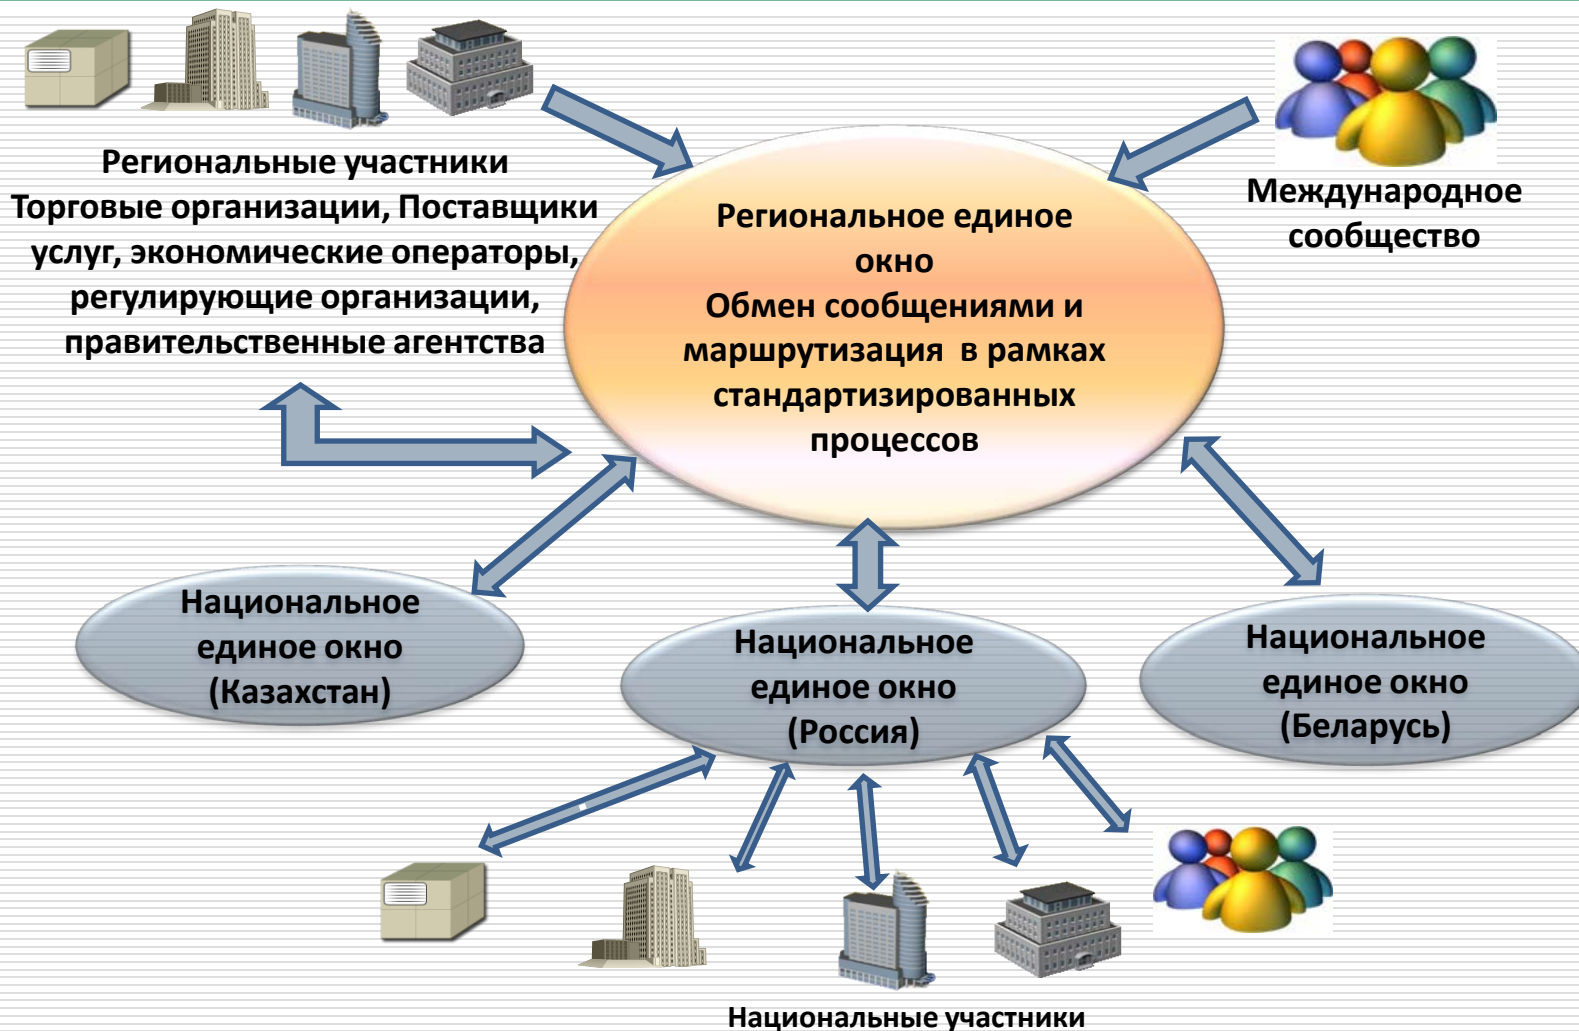 Региональные участники
Торговые организации, Поставщики
услуг, экономические операторы,
регулирующие организации,
правительственные агентства
Международное
сообщество
Региональное единое
окно
Обмен сообщениями и
маршрутизация в рамках
стандартизированных
процессов
Национальное
единое окно
(Казахстан)
Национальное
единое окно
(Россия)
Национальное
единое окно
(Беларусь)
Национальные участники